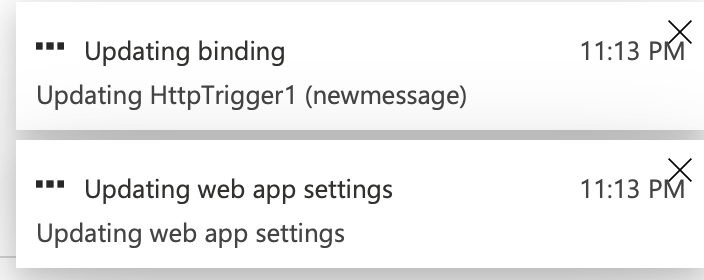 Updating binding 11:13 PM
Updating HttpTrigger1 (newmessage)
Updating web app settings 11:13 PM
Updating web app settings